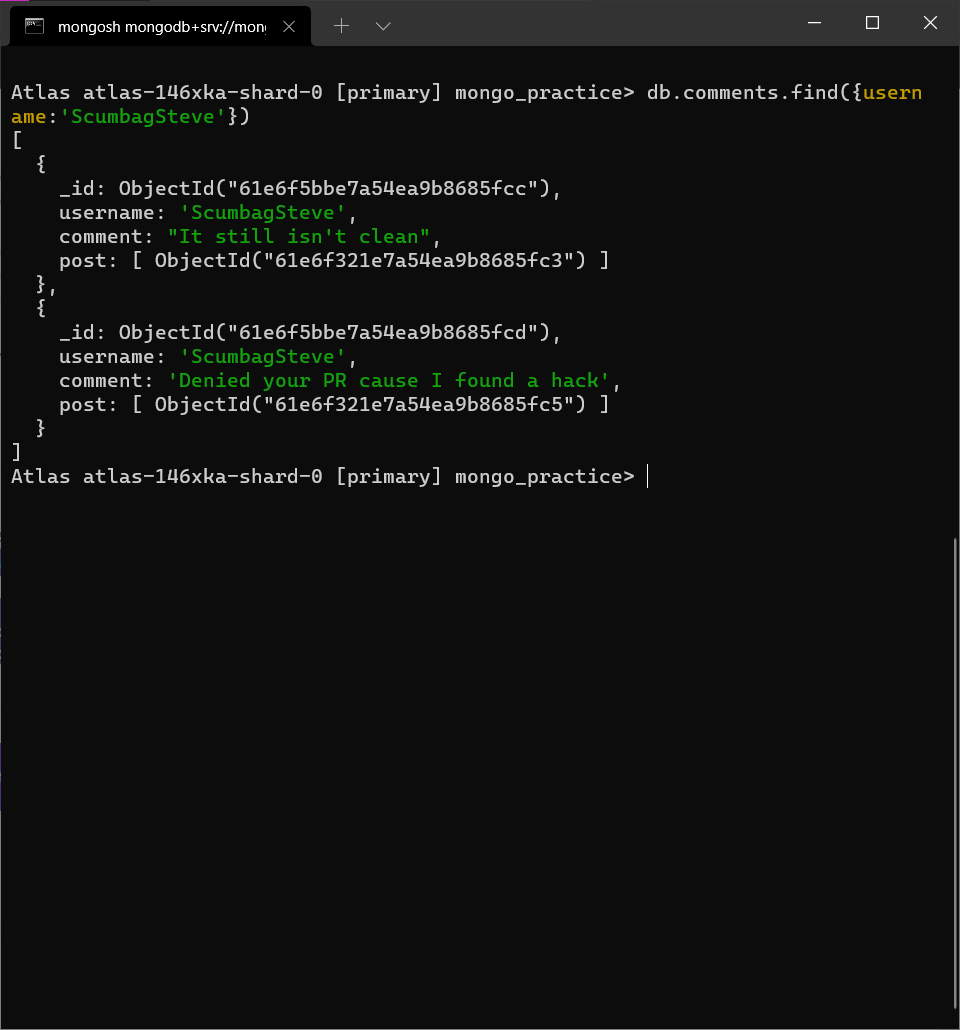 mongosh mongodb+srv://mong
Atlas atlas-146xka-shard-0 [primary] mongo_practice> db.comments.find({usern
ame:'ScumbagSteve'})
[
  {
    _id: ObjectId("61e6f5bbe7a54ea9b8685fcc"),
    username: 'ScumbagSteve',
    comment: "It still isn't clean",
    post: [ ObjectId("61e6f321e7a54ea9b8685fc3") ]
  },
  {
    _id: ObjectId("61e6f5bbe7a54ea9b8685fcd"),
    username: 'ScumbagSteve',
    comment: 'Denied your PR cause I found a hack',
    post: [ ObjectId("61e6f321e7a54ea9b8685fc5") ]
  }
]
Atlas atlas-146xka-shard-0 [primary] mongo_practice>